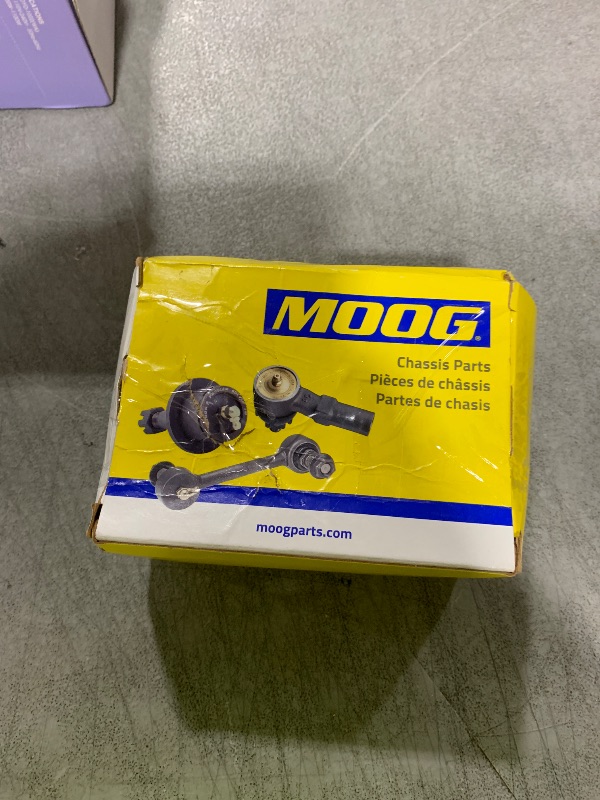 MOOG
Chassis Parts
Pièces de châssis
Partes de chasis
moogparts.com